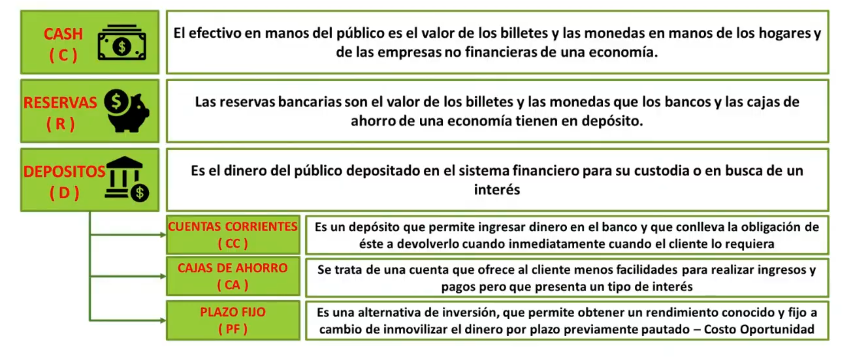 CASH
( C )
El efectivo en manos del público es el valor de los billetes y las monedas en manos de los hogares y
de las empresas no financieras de una economía.
RESERVAS
( R )
Las reservas bancarias son el valor de los billetes y las monedas que los bancos y las cajas de
ahorro de una economía tienen en depósito.
DEPOSITOS
( D )
Es el dinero del público depositado en el sistema financiero para su custodia o en busca de un
interés
CUENTAS CORRIENTES
( CC )
Es un depósito que permite ingresar dinero en el banco y que conlleva la obligación de
éste a devolverlo cuando inmediatamente cuando el cliente lo requiera
CAJAS DE AHORRO
( CA )
Se trata de una cuenta que ofrece al cliente menos facilidades para realizar ingresos y
pagos pero que presenta un tipo de interés
PLAZO FIJO
( PF )
Es una alternativa de inversión, que permite obtener un rendimiento conocido y fijo a
cambio de inmovilizar el dinero por plazo previamente pautado – Costo Oportunidad